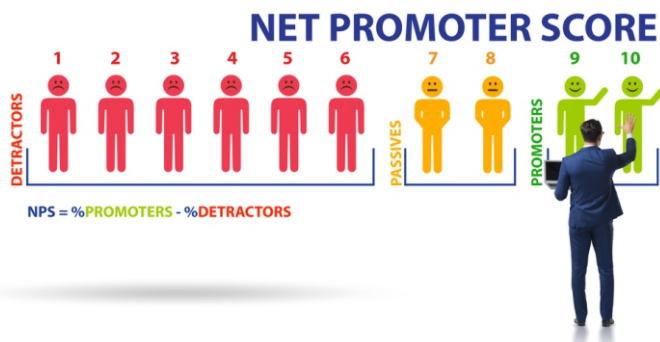 NET PROMOTER SCORE
1 2 3 4 5 6 7 8 9 10
DETRACTORS
PASSIVES
PROMOTERS
NPS = %PROMOTERS - %DETRACTORS